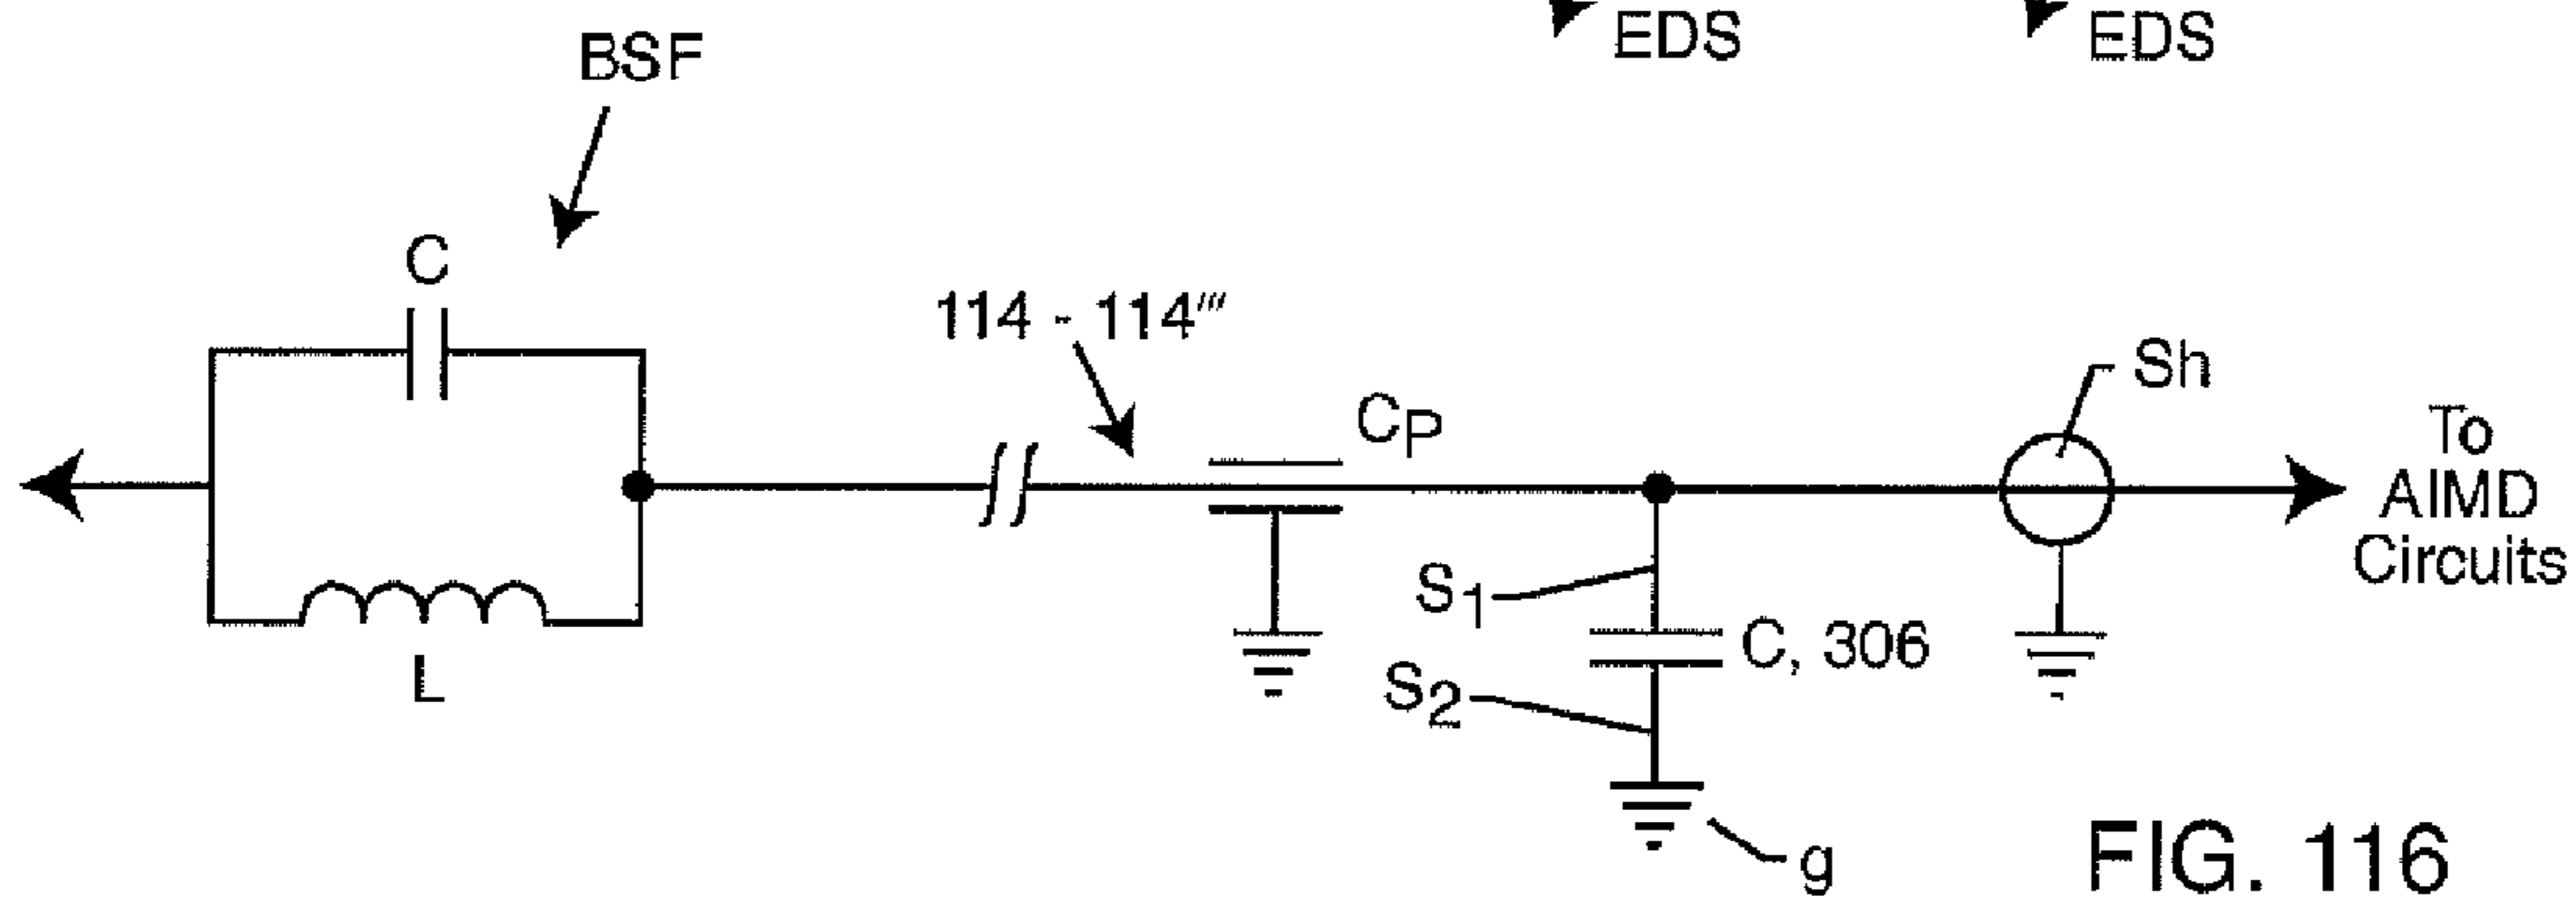 EDS
EDS
BSF
C
114 - 114‴
CP
Sh
To
AIMD
Circuits
S1
C, 306
S2
L
g
FIG. 116